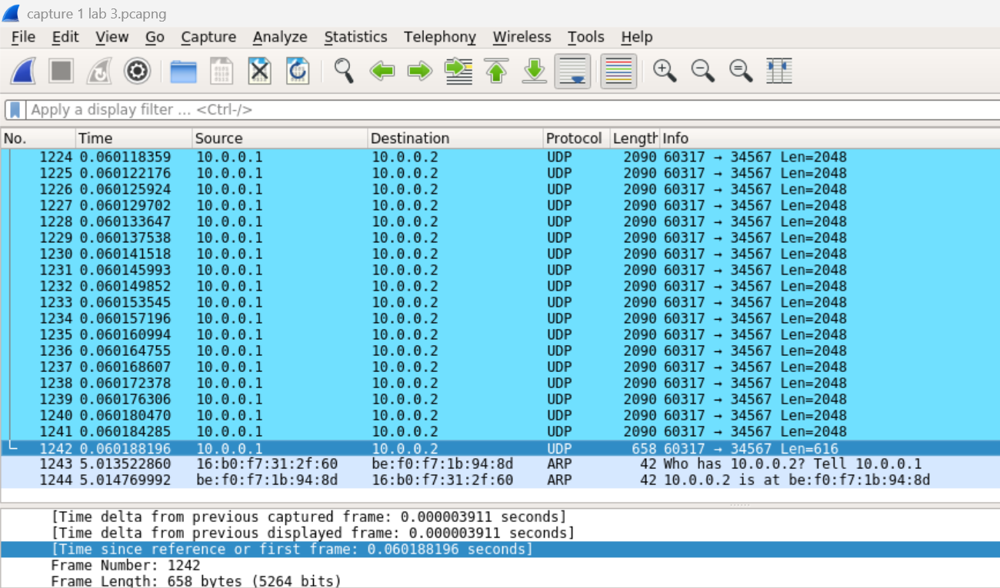 capture 1 lab 3.pcapng
File Edit View Go Capture Analyze Statistics Telephony Wireless Tools Help
Apply a display filter ... <Ctrl-/>
No. Time Source Destination Protocol Length Info
1224 0.060118359 10.0.0.1 10.0.0.2 UDP 2090 60317 → 34567 Len=2048
1225 0.060122176 10.0.0.1 10.0.0.2 UDP 2090 60317 → 34567 Len=2048
1226 0.060125924 10.0.0.1 10.0.0.2 UDP 2090 60317 → 34567 Len=2048
1227 0.060129702 10.0.0.1 10.0.0.2 UDP 2090 60317 → 34567 Len=2048
1228 0.060133647 10.0.0.1 10.0.0.2 UDP 2090 60317 → 34567 Len=2048
1229 0.060137538 10.0.0.1 10.0.0.2 UDP 2090 60317 → 34567 Len=2048
1230 0.060141518 10.0.0.1 10.0.0.2 UDP 2090 60317 → 34567 Len=2048
1231 0.060145993 10.0.0.1 10.0.0.2 UDP 2090 60317 → 34567 Len=2048
1232 0.060149852 10.0.0.1 10.0.0.2 UDP 2090 60317 → 34567 Len=2048
1233 0.060153545 10.0.0.1 10.0.0.2 UDP 2090 60317 → 34567 Len=2048
1234 0.060157196 10.0.0.1 10.0.0.2 UDP 2090 60317 → 34567 Len=2048
1235 0.060160994 10.0.0.1 10.0.0.2 UDP 2090 60317 → 34567 Len=2048
1236 0.060164755 10.0.0.1 10.0.0.2 UDP 2090 60317 → 34567 Len=2048
1237 0.060168607 10.0.0.1 10.0.0.2 UDP 2090 60317 → 34567 Len=2048
1238 0.060172378 10.0.0.1 10.0.0.2 UDP 2090 60317 → 34567 Len=2048
1239 0.060176306 10.0.0.1 10.0.0.2 UDP 2090 60317 → 34567 Len=2048
1240 0.060180470 10.0.0.1 10.0.0.2 UDP 2090 60317 → 34567 Len=2048
1241 0.060184285 10.0.0.1 10.0.0.2 UDP 2090 60317 → 34567 Len=2048
1242 0.060188196 10.0.0.1 10.0.0.2 UDP 658 60317 → 34567 Len=616
1243 5.013522860 16:b0:f7:31:2f:60 be:f0:f7:1b:94:8d ARP 42 Who has 10.0.0.2? Tell 10.0.0.1
1244 5.014769992 be:f0:f7:1b:94:8d 16:b0:f7:31:2f:60 ARP 42 10.0.0.2 is at be:f0:f7:1b:94:8d
[Time delta from previous captured frame: 0.000003911 seconds]
[Time delta from previous displayed frame: 0.000003911 seconds]
[Time since reference or first frame: 0.060188196 seconds]
Frame Number: 1242
Frame Length: 658 bytes (5264 bits)